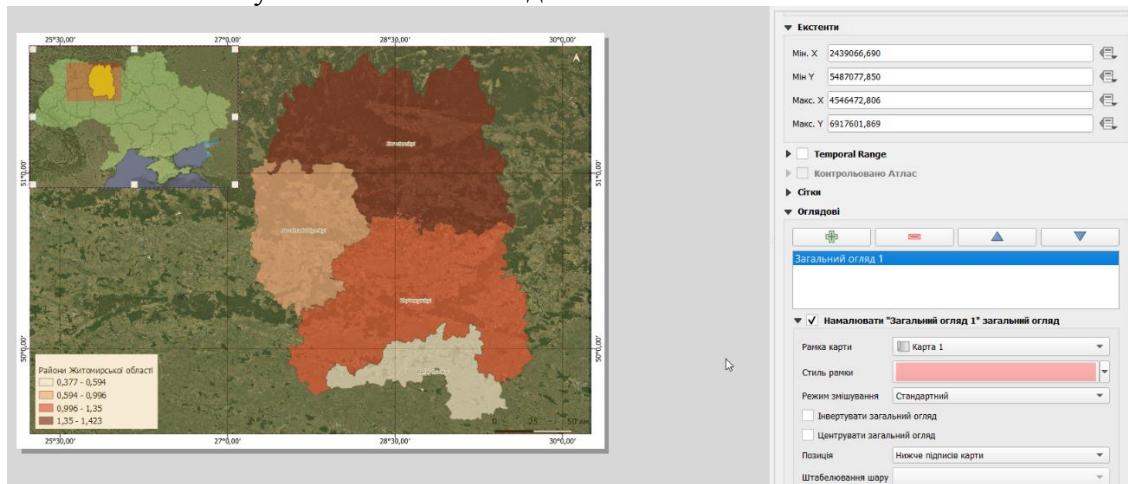 Екстенти
Мін. X 2439066,690
Мін Y 5487077,850
Макс. X 4546472,806
Макс. Y 6917601,869
Temporal Range
Контрольовано Атлас
Сітки
Оглядові
Загальний огляд 1
Намалювати "Загальний огляд 1" загальний огляд
Рамка карти Карта 1
Стиль рамки
Режим змішування Стандартний
Інвертувати загальний огляд
Центрувати загальний огляд
Позиція Нижче підписів карти
Штабелювання шару
25°30,00' 27°0,00' 28°30,00' 30°0,00'
51°0,00' 51°0,00'
50°0,00' 50°0,00'
Райони Житомирської області
0,377 - 0,594
0,594 - 0,996
0,996 - 1,35
1,35 - 1,423
0 25 50 км
25°30,00' 27°0,00' 28°30,00' 30°0,00'